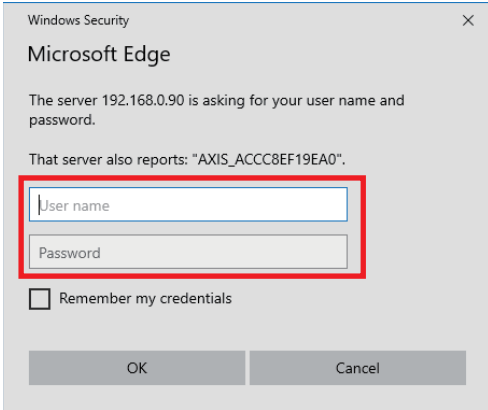 Windows Security
Microsoft Edge
The server 192.168.0.90 is asking for your user name and
password.
That server also reports: "AXIS_ACCC8EF19EA0".
User name
Password
Remember my credentials
OK Cancel